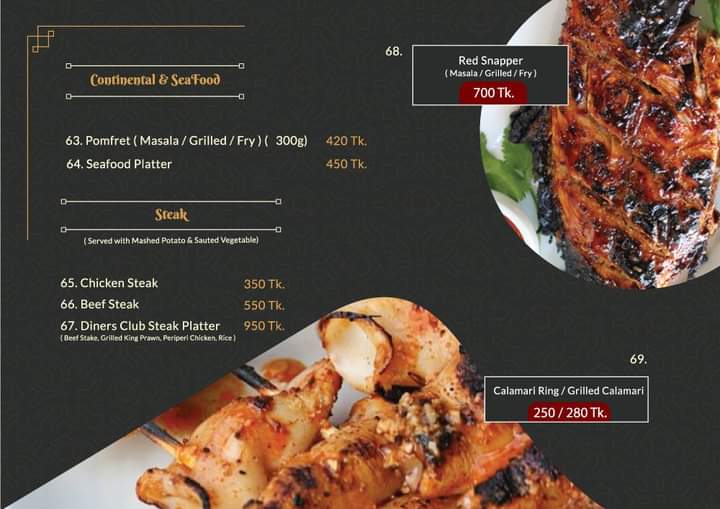 Continental & SeaFood
63. Pomfret ( Masala / Grilled / Fry ) ( 300g) 420 Tk.
64. Seafood Platter 450 Tk.
Steak
( Served with Mashed Potato & Sauted Vegetable)
65. Chicken Steak 350 Tk.
66. Beef Steak 550 Tk.
67. Diners Club Steak Platter 950 Tk.
( Beef Stake, Grilled King Prawn, Periperi Chicken, Rice )
68.
Red Snapper
( Masala / Grilled / Fry )
700 Tk.
69.
Calamari Ring / Grilled Calamari
250 / 280 Tk.